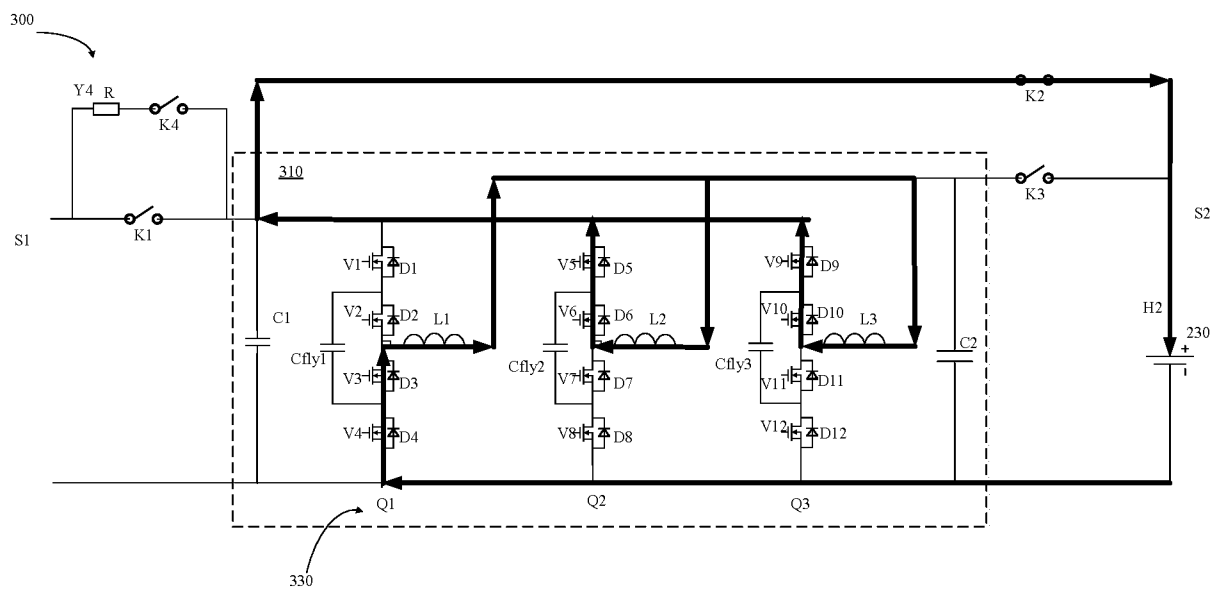 300
Y4 R
K4
K2
310
K3
K1
S1
S2
V1 D1
V5 D5
V9 D9
C1
V2 D2
L1
V6 D6
L2
V10 D10
L3
H2
230
+
-
Cfly1
Cfly2
Cfly3
C2
V3 D3
V7 D7
V11 D11
V4 D4
V8 D8
V12 D12
Q1
Q2
Q3
330